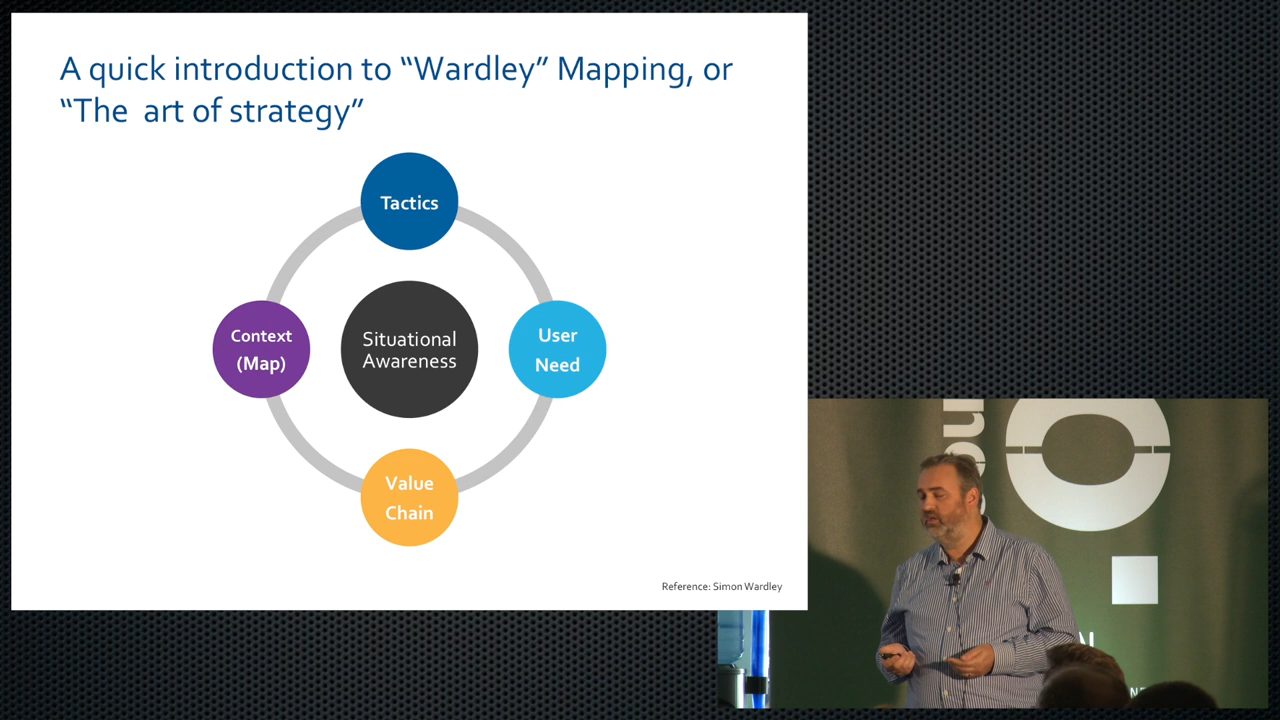 A quick introduction to “Wardley” Mapping, or
“The art of strategy”
Tactics
Context
(Map)
Situational
Awareness
User
Need
Value
Chain
Reference: Simon Wardley